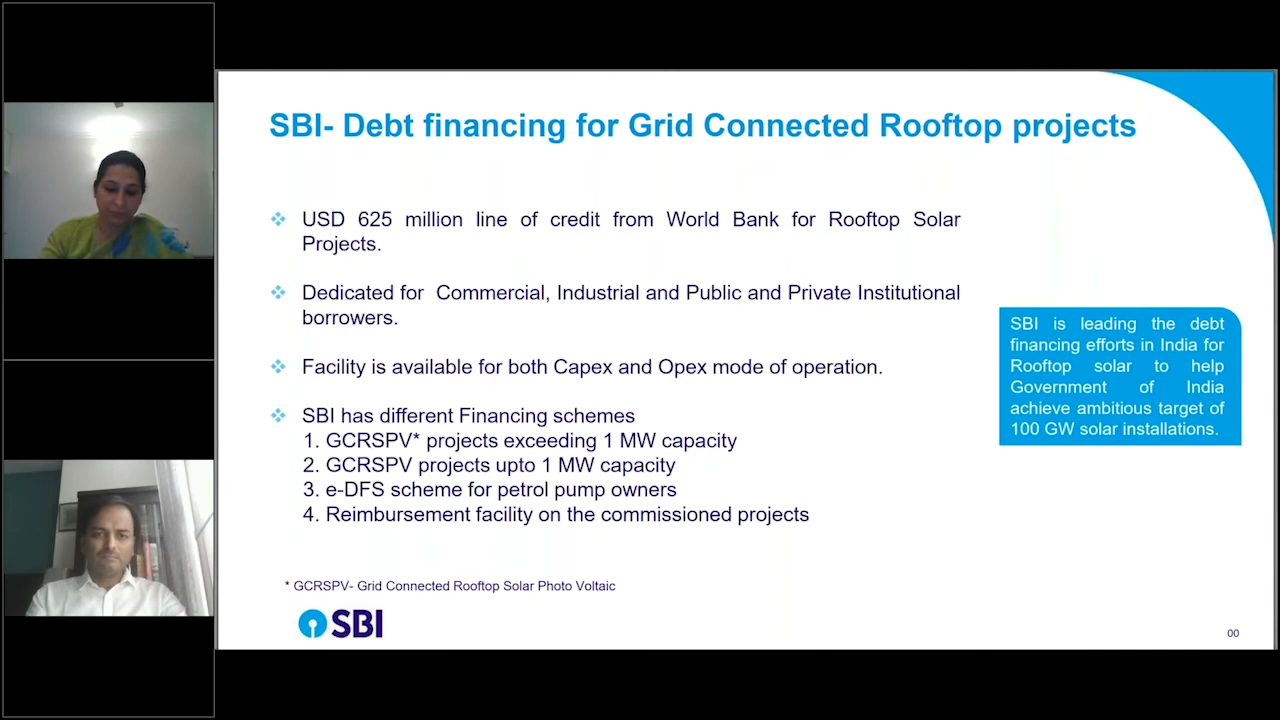 SBI- Debt financing for Grid Connected Rooftop projects
USD 625 million line of credit from World Bank for Rooftop Solar
Projects.
Dedicated for Commercial, Industrial and Public and Private Institutional
borrowers.
Facility is available for both Capex and Opex mode of operation.
SBI has different Financing schemes
1. GCRSPV* projects exceeding 1 MW capacity
2. GCRSPV projects upto 1 MW capacity
3. e-DFS scheme for petrol pump owners
4. Reimbursement facility on the commissioned projects
SBI is leading the debt
financing efforts in India for
Rooftop solar to help
Government of India
achieve ambitious target of
100 GW solar installations.
* GCRSPV- Grid Connected Rooftop Solar Photo Voltaic
SBI
00